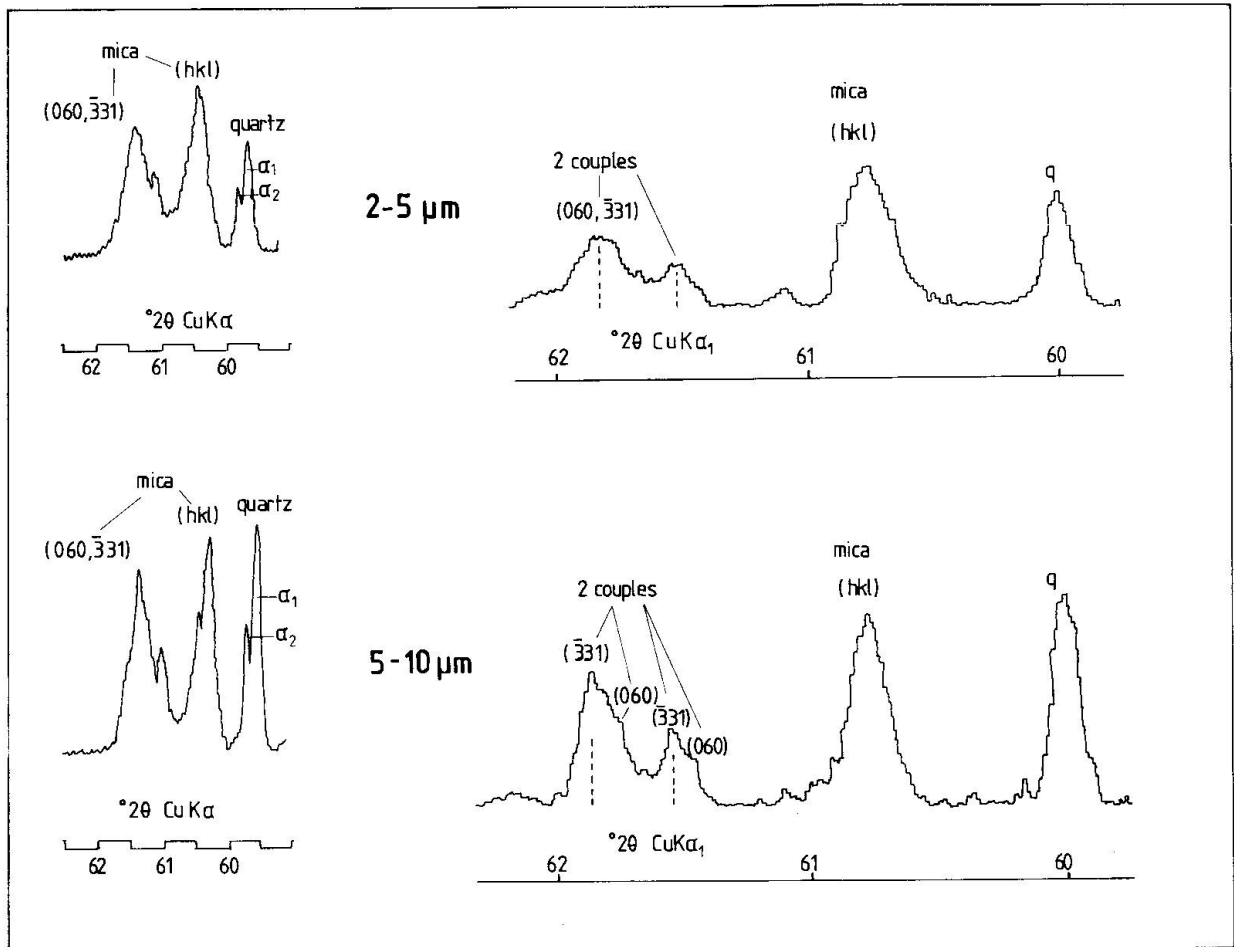 mica
(hkl)
(060,3̅31)
quartz
α₁
α₂
°2θ CuKα
62 61 60
2-5 µm
2 couples
(060,3̅31)
mica
(hkl)
q
°2θ CuKα₁
62 61 60
mica
(hkl)
quartz
(060,3̅31)
α₁
α₂
°2θ CuKα
62 61 60
5-10 µm
2 couples
(3̅31)
(060)
(3̅31)
(060)
mica
(hkl)
q
°2θ CuKα₁
62 61 60